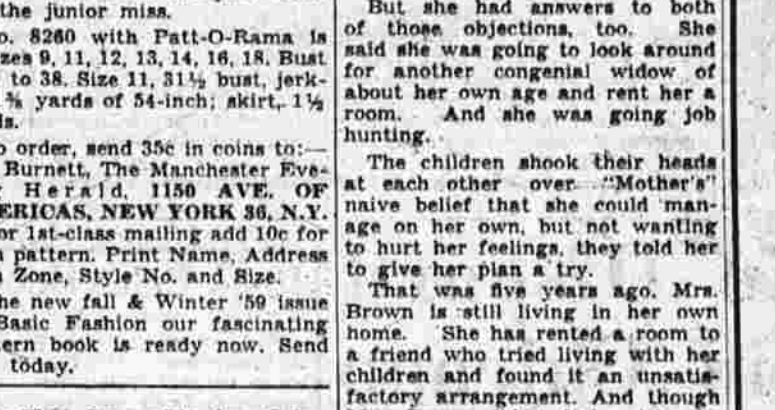 the junior miss.
o. 8260 with Patt-O-Rama is
zes 9, 11, 12, 13, 14, 16, 18. Bust
to 38. Size 11, 31½ bust, jerk-
⅝ yards of 54-inch; skirt, 1½
ds.
o order, send 35c in coins to:—
Burnett, The Manchester Eve-
g Herald, 1150 AVE. OF
ERICAS, NEW YORK 36, N.Y.
or 1st-class mailing add 10c for
h pattern. Print Name, Address
h Zone, Style No. and Size.
he new fall & Winter '59 issue
Basic Fashion our fascinating
ern book is ready now. Send
today.
But she had answers to both
of those objections, too. She
said she was going to look around
for another congenial widow of
about her own age and rent her a
room. And she was going job
hunting.
The children shook their heads
at each other over "Mother's"
naive belief that she could man-
age on her own, but not wanting
to hurt her feelings, they told her
to give her plan a try.
That was five years ago. Mrs.
Brown is still living in her own
home. She has rented a room to
a friend who tried living with her
children and found it an unsatis-
factory arrangement. And though